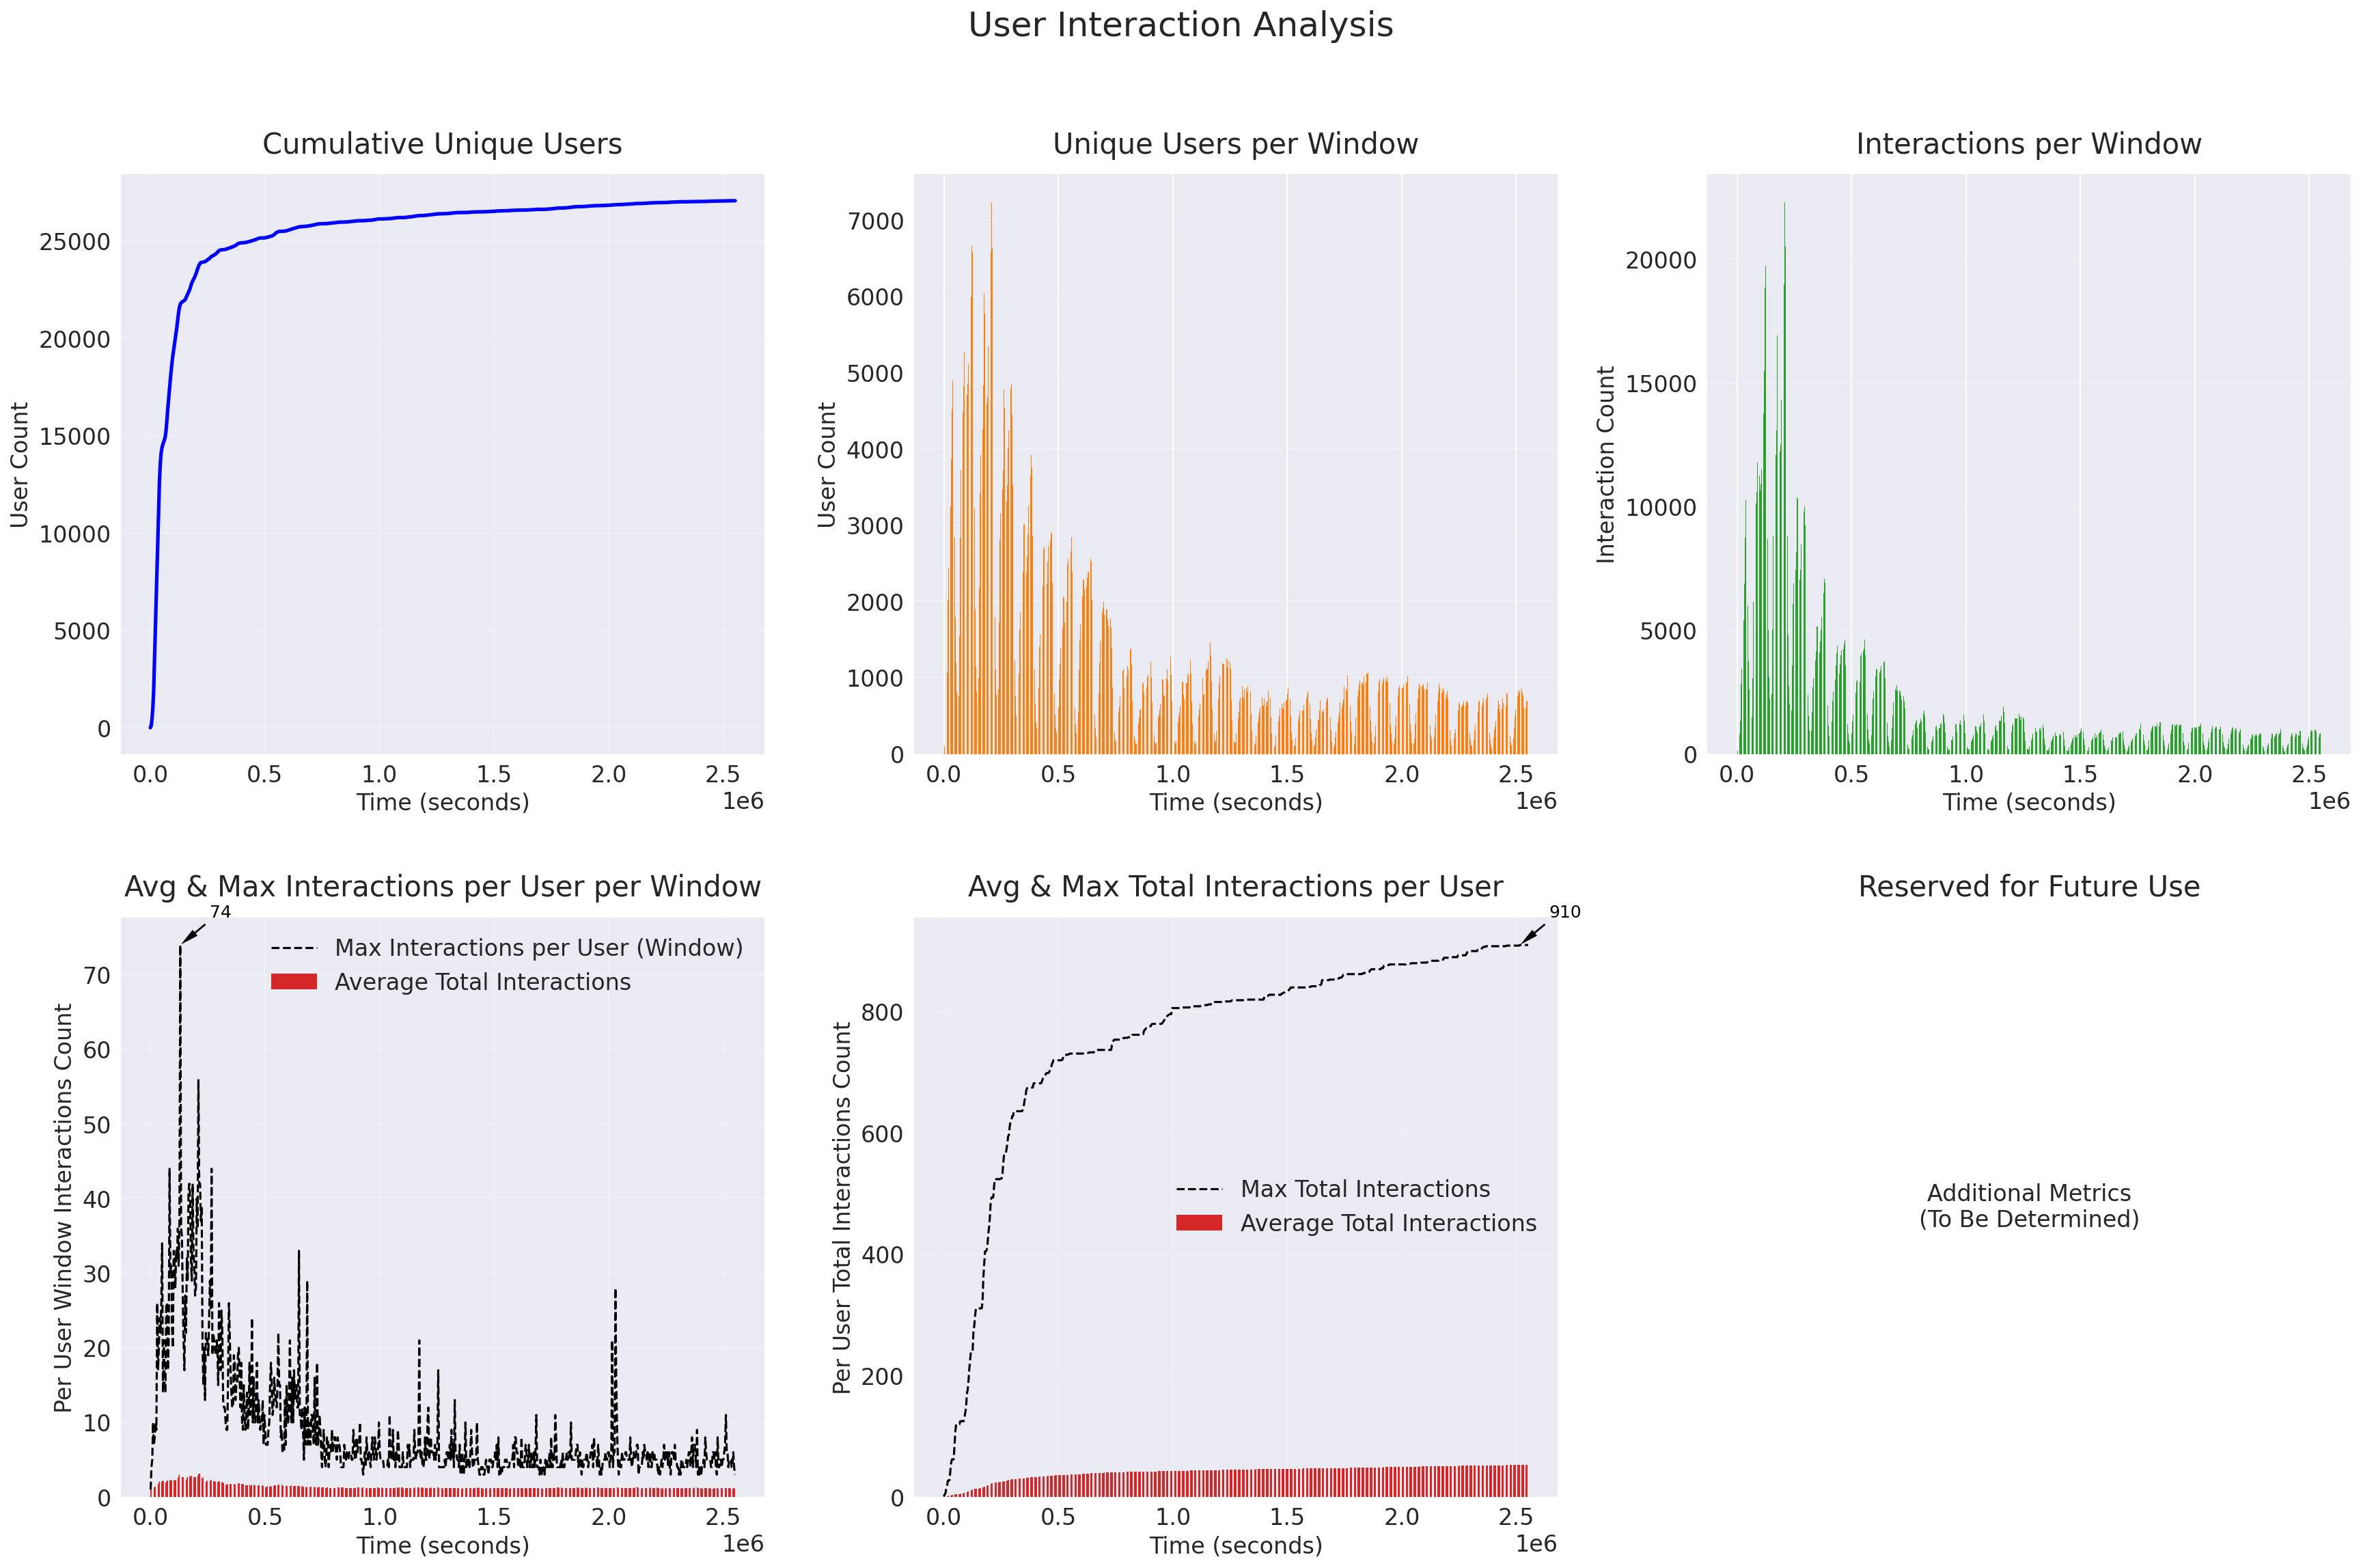 User Interaction Analysis
Cumulative Unique Users
User Count
25000
20000
15000
10000
5000
0
0.0 0.5 1.0 1.5 2.0 2.5
1e6
Time (seconds)
Unique Users per Window
User Count
7000
6000
5000
4000
3000
2000
1000
0
0.0 0.5 1.0 1.5 2.0 2.5
1e6
Time (seconds)
Interactions per Window
Interaction Count
20000
15000
10000
5000
0
0.0 0.5 1.0 1.5 2.0 2.5
1e6
Time (seconds)
Avg & Max Interactions per User per Window
74
Max Interactions per User (Window)
Average Total Interactions
Per User Window Interactions Count
70
60
50
40
30
20
10
0
0.0 0.5 1.0 1.5 2.0 2.5
1e6
Time (seconds)
Avg & Max Total Interactions per User
910
Max Total Interactions
Average Total Interactions
Per User Total Interactions Count
800
600
400
200
0
0.0 0.5 1.0 1.5 2.0 2.5
1e6
Time (seconds)
Reserved for Future Use
Additional Metrics
(To Be Determined)